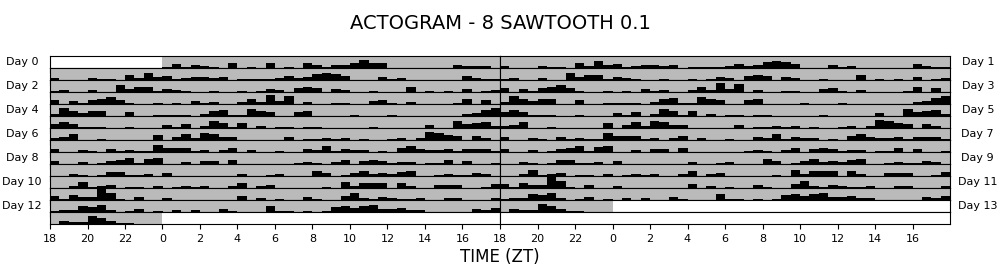 ACTOGRAM - 8 SAWTOOTH 0.1
Day 0 Day 1
Day 2 Day 3
Day 4 Day 5
Day 6 Day 7
Day 8 Day 9
Day 10 Day 11
Day 12 Day 13
18 20 22 0 2 4 6 8 10 12 14 16 18 20 22 0 2 4 6 8 10 12 14 16
TIME (ZT)